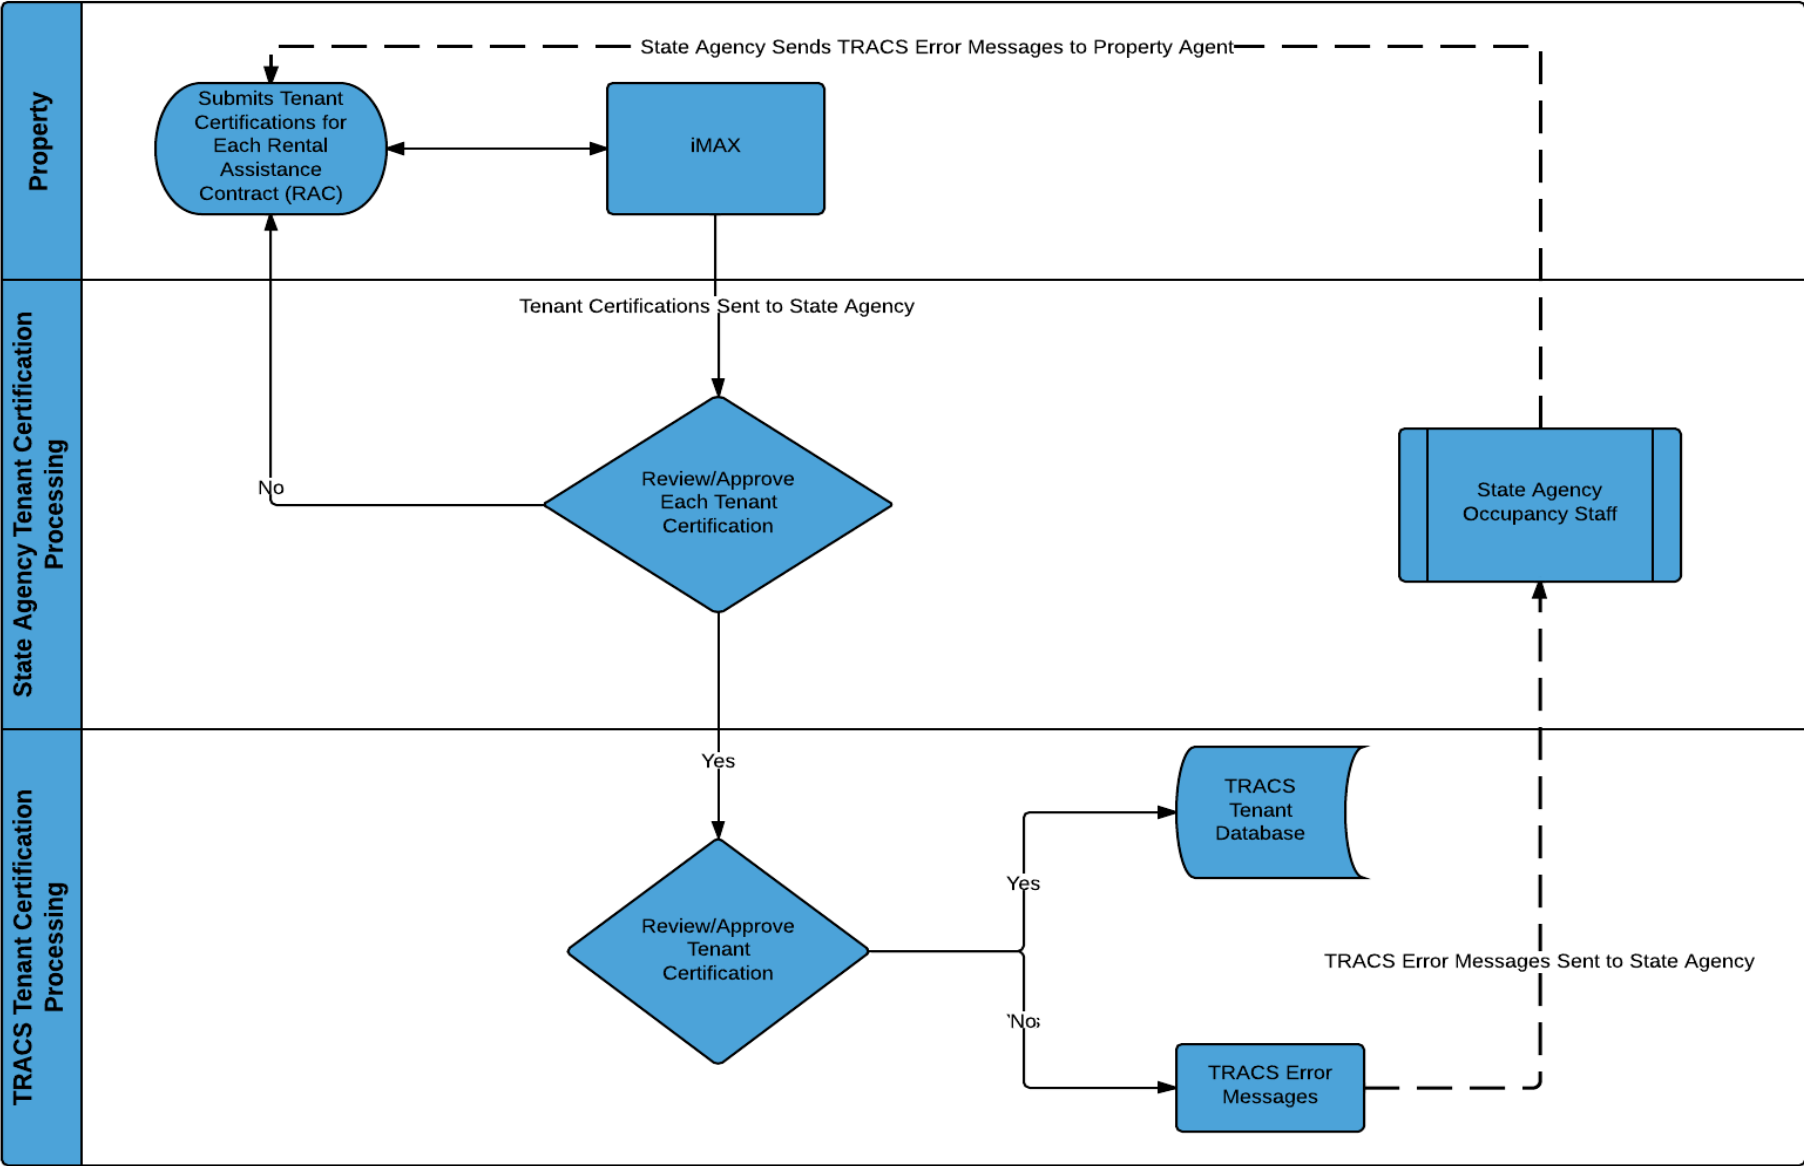 Property
State Agency Sends TRACS Error Messages to Property Agent
Submits Tenant
Certifications for
Each Rental
Assistance
Contract (RAC)
iMAX
State Agency Tenant Certification
Processing
Tenant Certifications Sent to State Agency
No
Review/Approve
Each Tenant
Certification
State Agency
Occupancy Staff
TRACS Tenant Certification
Processing
Yes
Review/Approve
Tenant
Certification
Yes
TRACS
Tenant
Database
No
TRACS Error Messages Sent to State Agency
TRACS Error
Messages